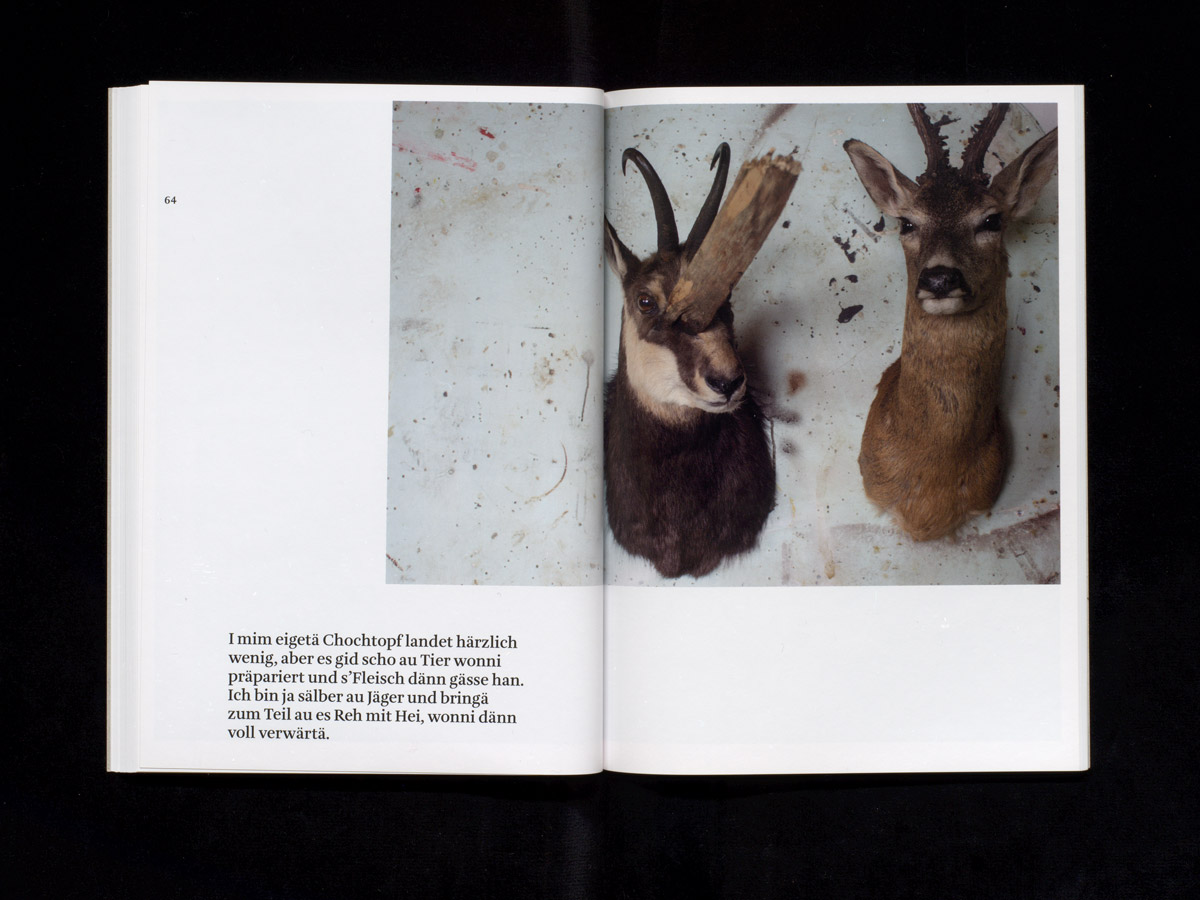 64
I mim eigetä Chochtopf landet härzlich
wenig, aber es gid scho au Tier wonni
präpariert und s’Fleisch dänn gässe han.
Ich bin ja sälber au Jäger und bringä
zum Teil au es Reh mit Hei, wonni dänn
voll verwärtä.